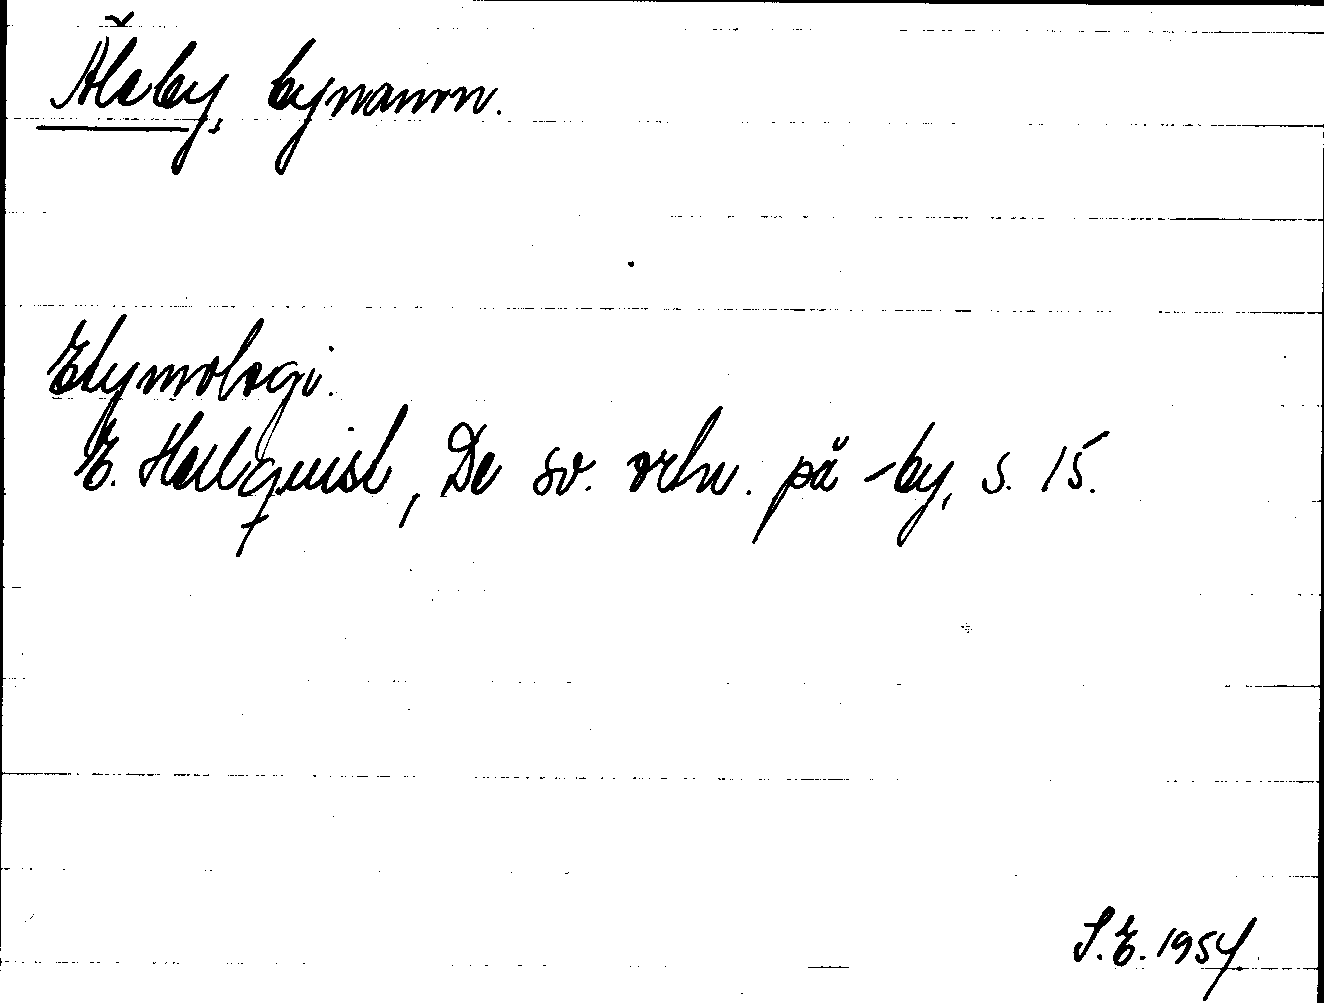 Åleby, bynamn.
Etymologi.
E. Hellquist, De sv. ortn. på -by, s. 15.
S.E. 1954.